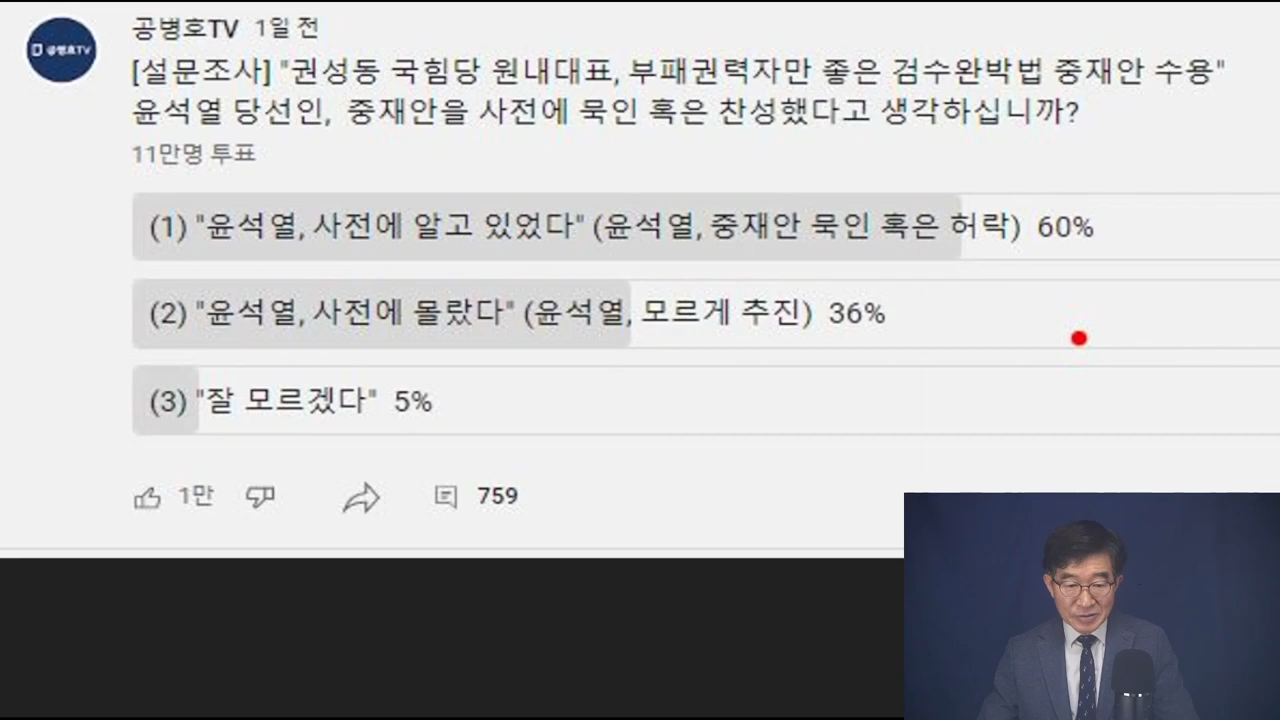 공병호TV
공병호TV 1일 전
[설문조사] "권성동 국힘당 원내대표, 부패권력자만 좋은 검수완박법 중재안 수용"
윤석열 당선인, 중재안을 사전에 묵인 혹은 찬성했다고 생각하십니까?
11만명 투표
(1) "윤석열, 사전에 알고 있었다" (윤석열, 중재안 묵인 혹은 허락) 60%
(2) "윤석열, 사전에 몰랐다" (윤석열, 모르게 추진) 36%
(3) "잘 모르겠다" 5%
1만 759